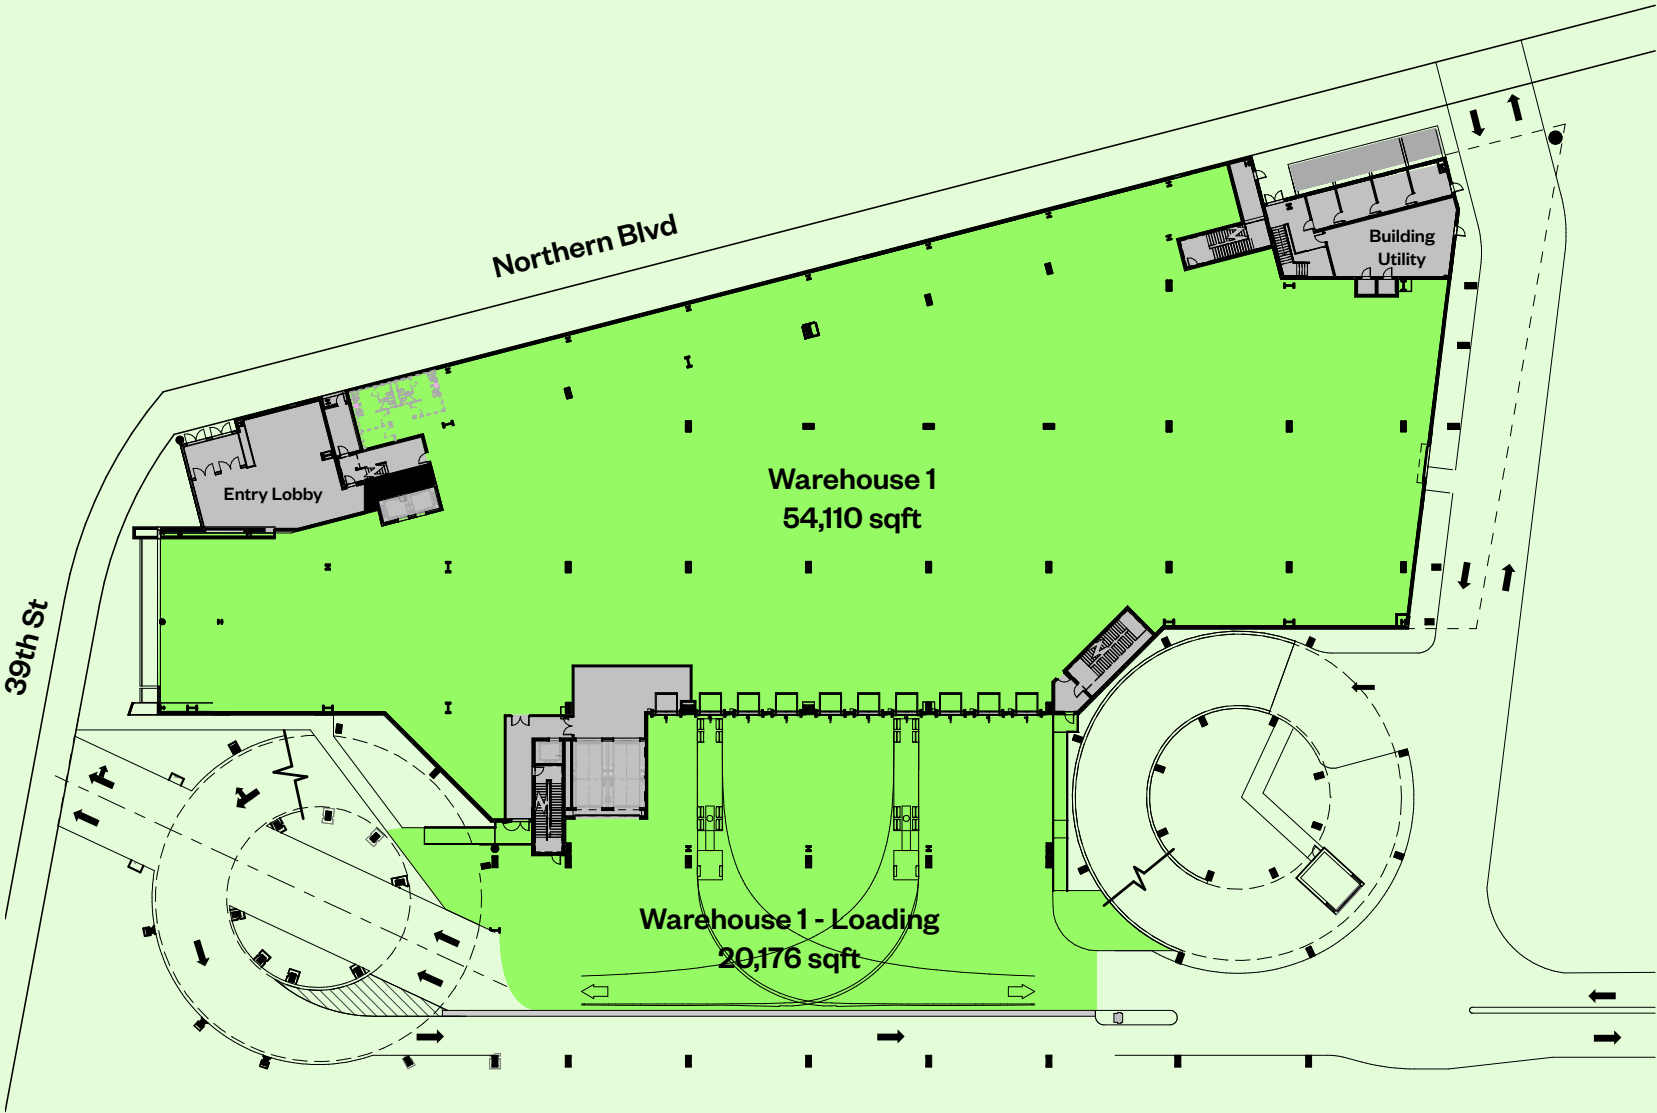 Northern Blvd
Building
Utility
Entry Lobby
Warehouse 1
54,110 sqft
39th St
Warehouse 1 - Loading
20,176 sqft